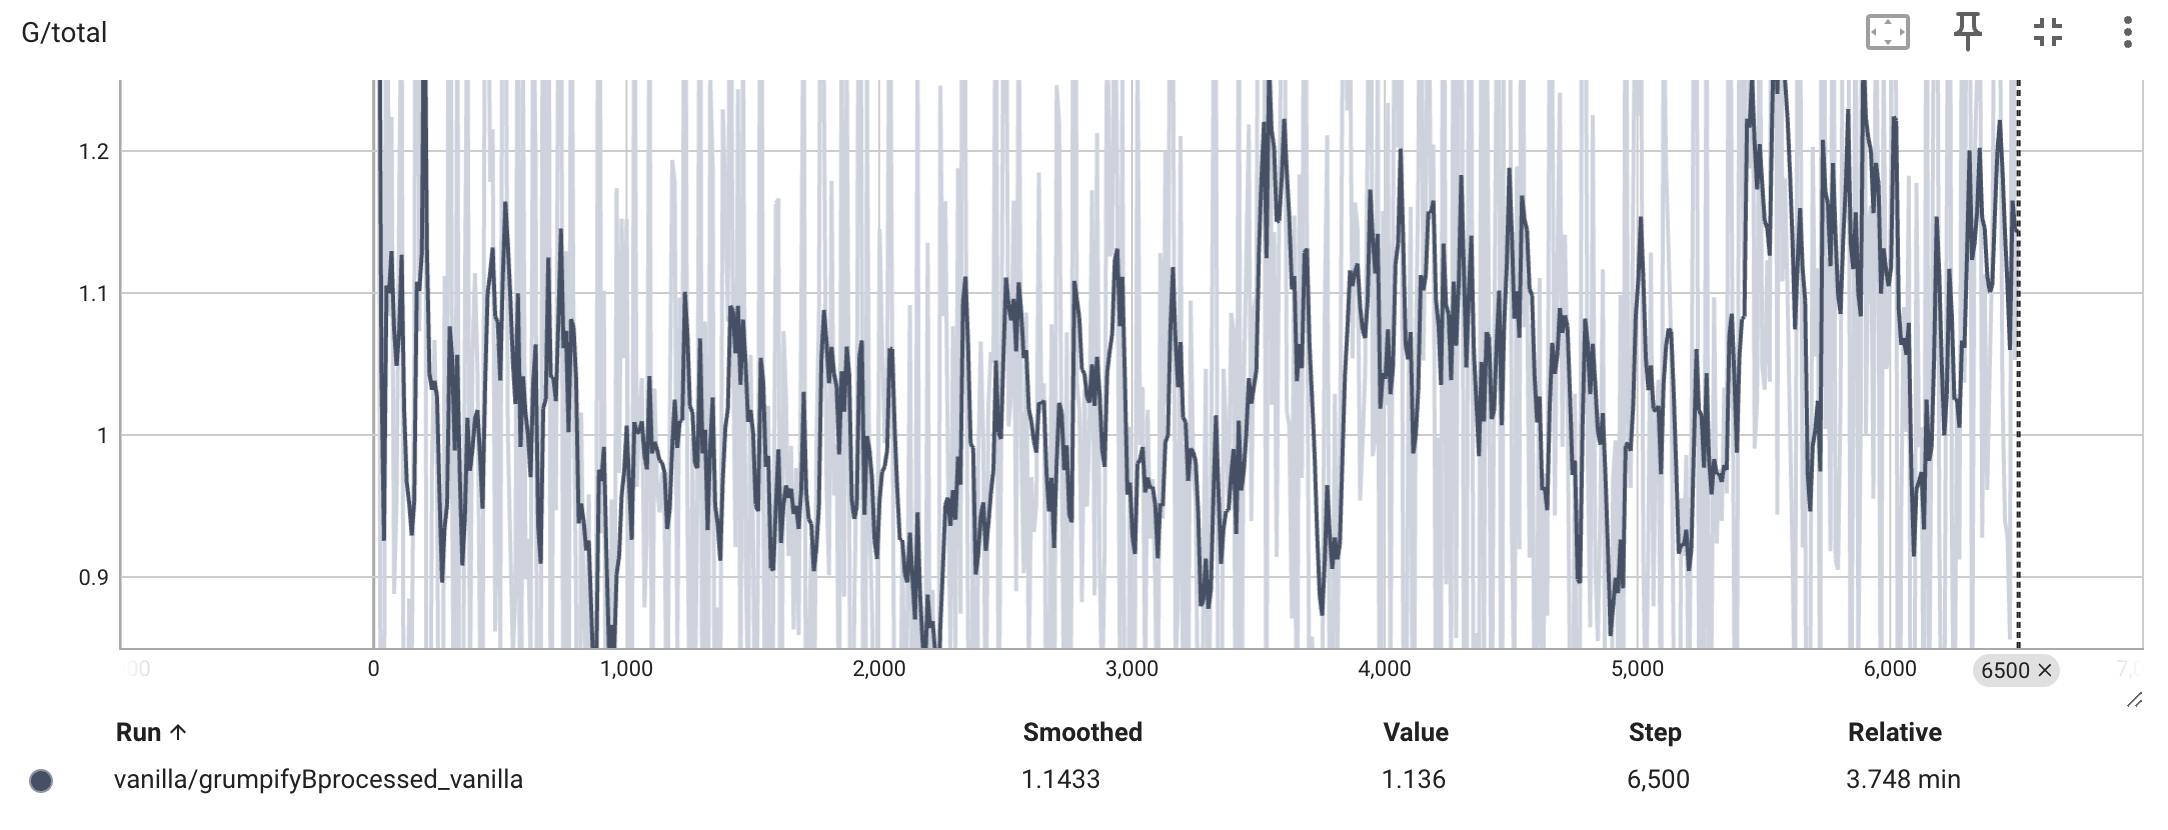 G/total
1.2
1.1
1
0.9
00 0 1,000 2,000 3,000 4,000 5,000 6,000 6500 × 7,0
Run ↑ Smoothed Value Step Relative
vanilla/grumpifyBprocessed_vanilla 1.1433 1.136 6,500 3.748 min